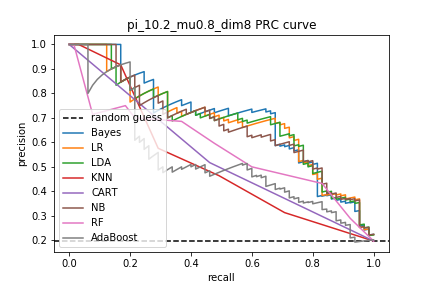 pi_10.2_mu0.8_dim8 PRC curve
1.0
0.9
0.8
0.7
0.6
0.5
0.4
0.3
0.2
precision
random guess
Bayes
LR
LDA
KNN
CART
NB
RF
AdaBoost
0.0 0.2 0.4 0.6 0.8 1.0
recall